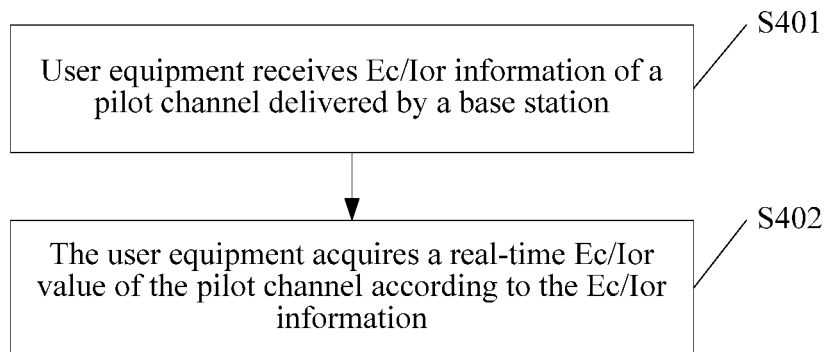 S401
User equipment receives Ec/Ior information of a
pilot channel delivered by a base station
S402
The user equipment acquires a real-time Ec/Ior
value of the pilot channel according to the Ec/Ior
information